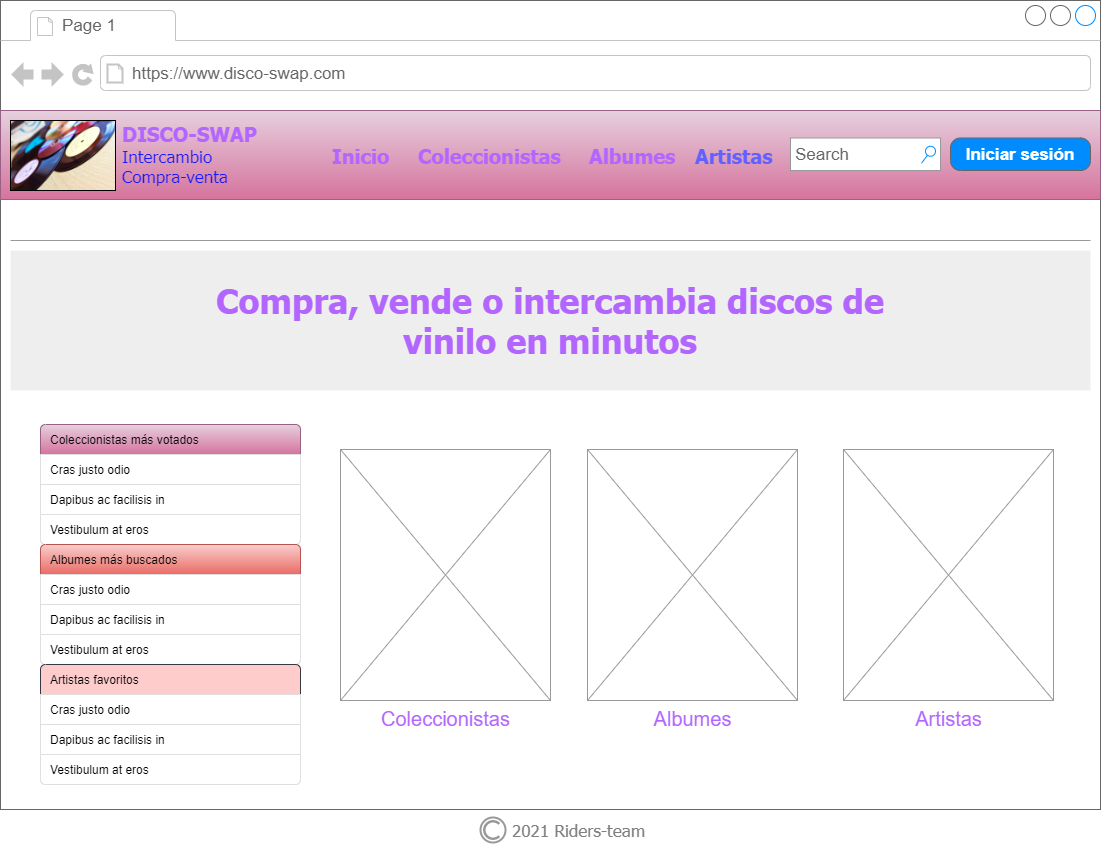 Page 1
https://www.disco-swap.com
DISCO-SWAP
Intercambio
Compra-venta
Inicio
Coleccionistas
Albumes
Artistas
Search
Iniciar sesión
Compra, vende o intercambia discos de
vinilo en minutos
Coleccionistas más votados
Cras justo odio
Dapibus ac facilisis in
Vestibulum at eros
Albumes más buscados
Cras justo odio
Dapibus ac facilisis in
Vestibulum at eros
Artistas favoritos
Cras justo odio
Dapibus ac facilisis in
Vestibulum at eros
Coleccionistas
Albumes
Artistas
© 2021 Riders-team